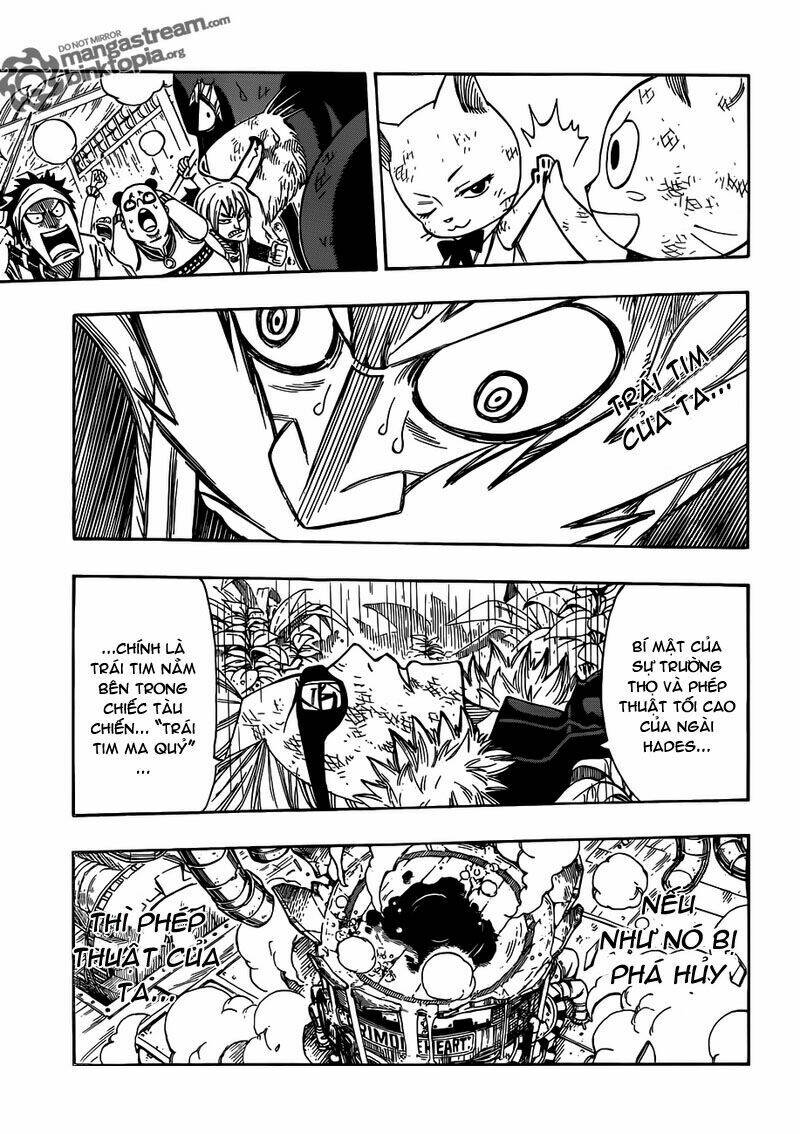 DO NOT MIRROR
mangastream.com
binktopia.org
TRÁI TIM
CỦA TA...
BÍ MẬT CỦA
SỰ TRƯỜNG
THỌ VÀ PHÉP
THUẬT TỐI CAO
CỦA NGÀI
HADES...
...CHÍNH LÀ
TRÁI TIM NẰM
BÊN TRONG
CHIẾC TÀU
CHIẾN... “TRÁI
TIM MA QUỶ”
...
NẾU
NHƯ NÓ BỊ
PHÁ HỦY
THÌ PHÉP
THUẬT CỦA
TA...
HEART